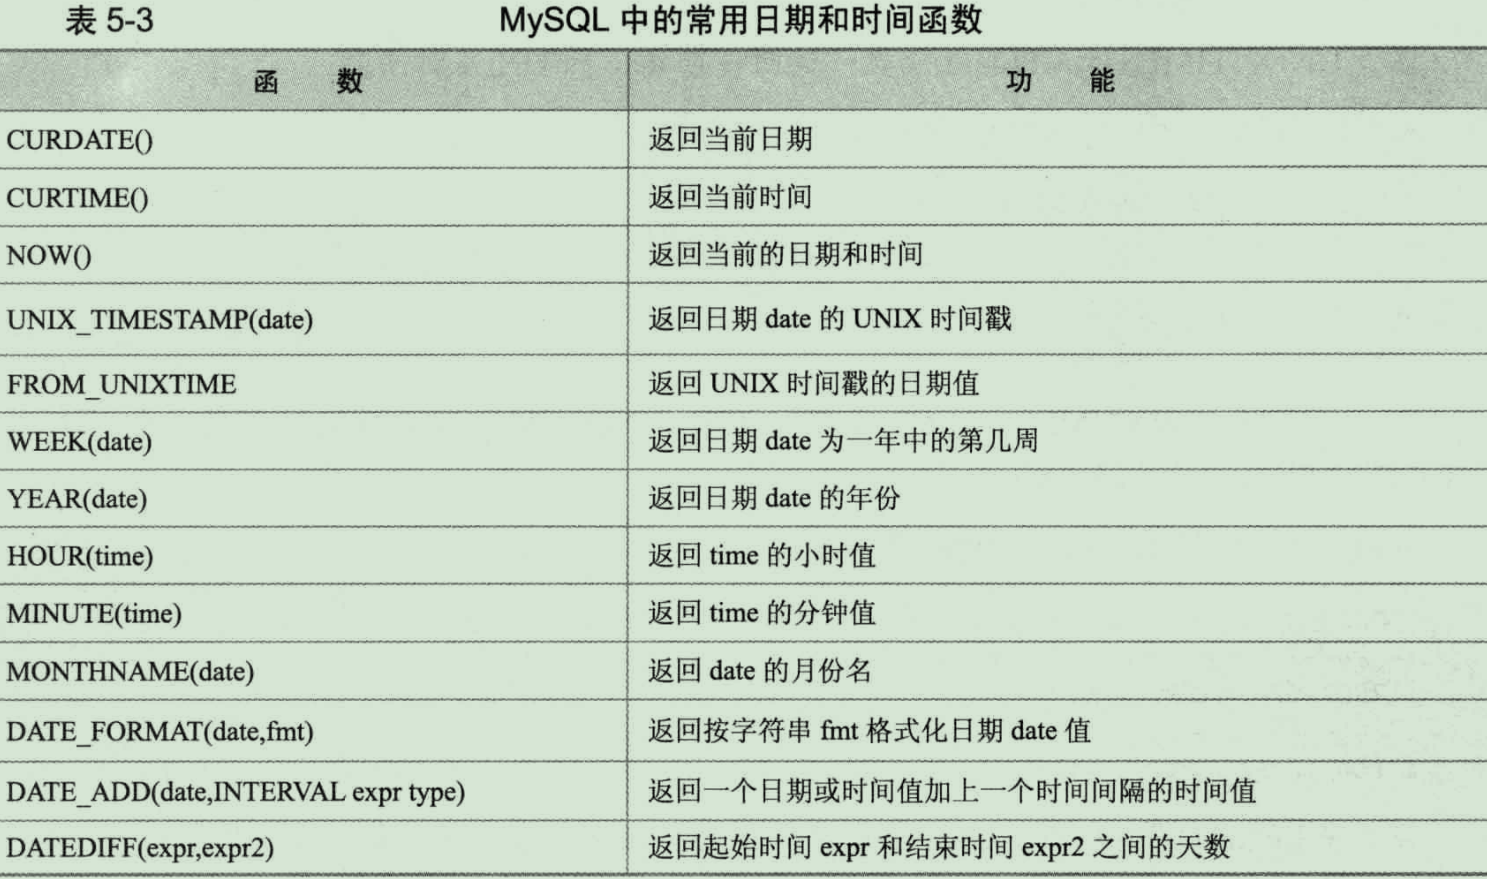 表 5-3 MySQL 中的常用日期和时间函数
函 数 功 能
CURDATE() 返回当前日期
CURTIME() 返回当前时间
NOW() 返回当前的日期和时间
UNIX_TIMESTAMP(date) 返回日期 date 的 UNIX 时间戳
FROM_UNIXTIME 返回 UNIX 时间戳的日期值
WEEK(date) 返回日期 date 为一年中的第几周
YEAR(date) 返回日期 date 的年份
HOUR(time) 返回 time 的小时值
MINUTE(time) 返回 time 的分钟值
MONTHNAME(date) 返回 date 的月份名
DATE_FORMAT(date,fmt) 返回按字符串 fmt 格式化日期 date 值
DATE_ADD(date,INTERVAL expr type) 返回一个日期或时间值加上一个时间间隔的时间值
DATEDIFF(expr,expr2) 返回起始时间 expr 和结束时间 expr2 之间的天数